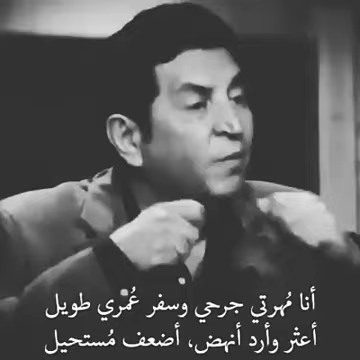 أنا مُهرتي جرحي وسفر عُمري طويل
أعثر وأرد أنهض، أضعف مُستحيل